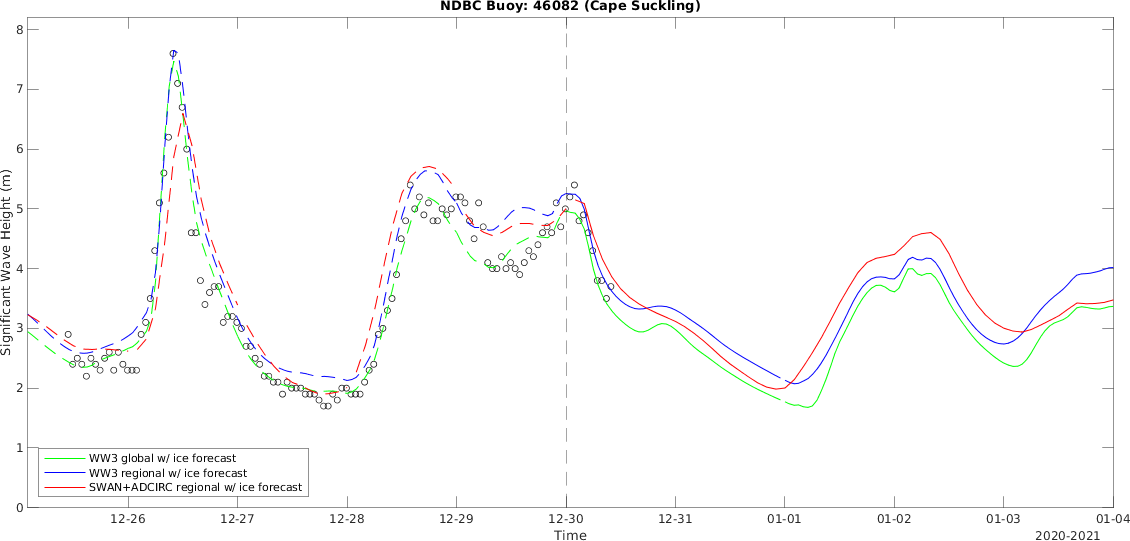 NDBC Buoy: 46082 (Cape Suckling)
8
7
6
5
4
3
2
1
0
Significant Wave Height (m)
WW3 global w/ ice forecast
WW3 regional w/ ice forecast
SWAN+ADCIRC regional w/ ice forecast
12-26 12-27 12-28 12-29 12-30 12-31 01-01 01-02 01-03 01-04
Time
2020-2021